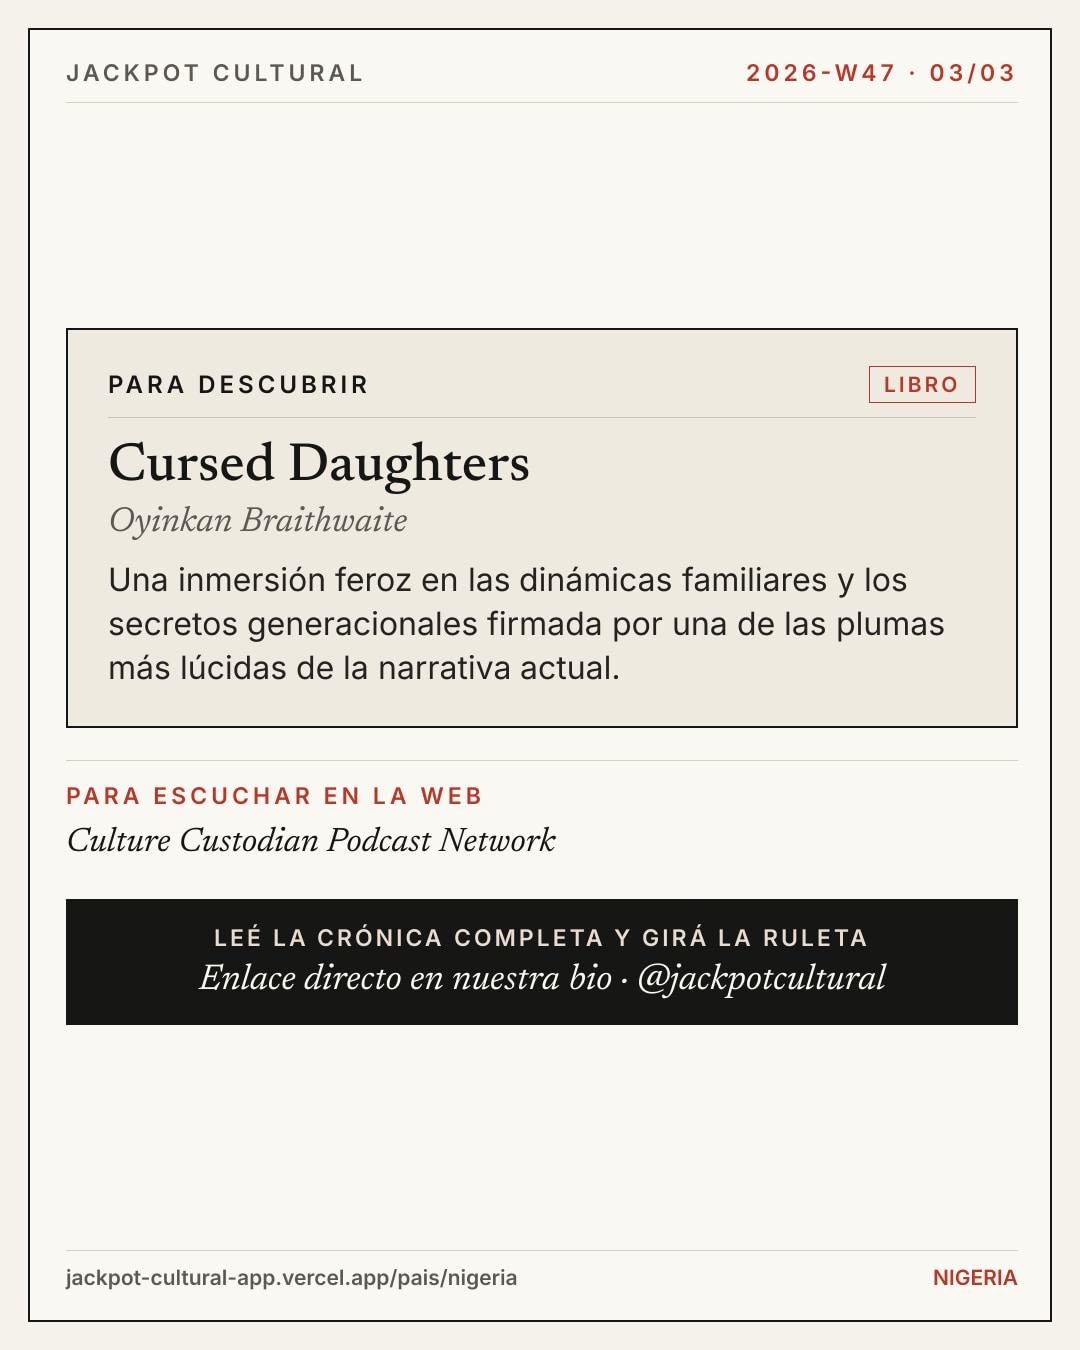 JACKPOT CULTURAL
2026-W47 · 03/03
PARA DESCUBRIR
LIBRO
Cursed Daughters
Oyinkan Braithwaite
Una inmersión feroz en las dinámicas familiares y los
secretos generacionales firmada por una de las plumas
más lúcidas de la narrativa actual.
PARA ESCUCHAR EN LA WEB
Culture Custodian Podcast Network
LEÉ LA CRÓNICA COMPLETA Y GIRÁ LA RULETA
Enlace directo en nuestra bio · @jackpotcultural
jackpot-cultural-app.vercel.app/pais/nigeria
NIGERIA